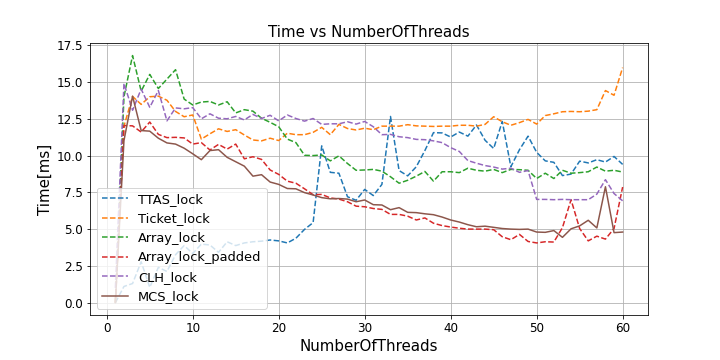 Time vs NumberOfThreads
17.5
15.0
12.5
10.0
7.5
5.0
2.5
0.0
Time[ms]
TTAS_lock
Ticket_lock
Array_lock
Array_lock_padded
CLH_lock
MCS_lock
0 10 20 30 40 50 60
NumberOfThreads